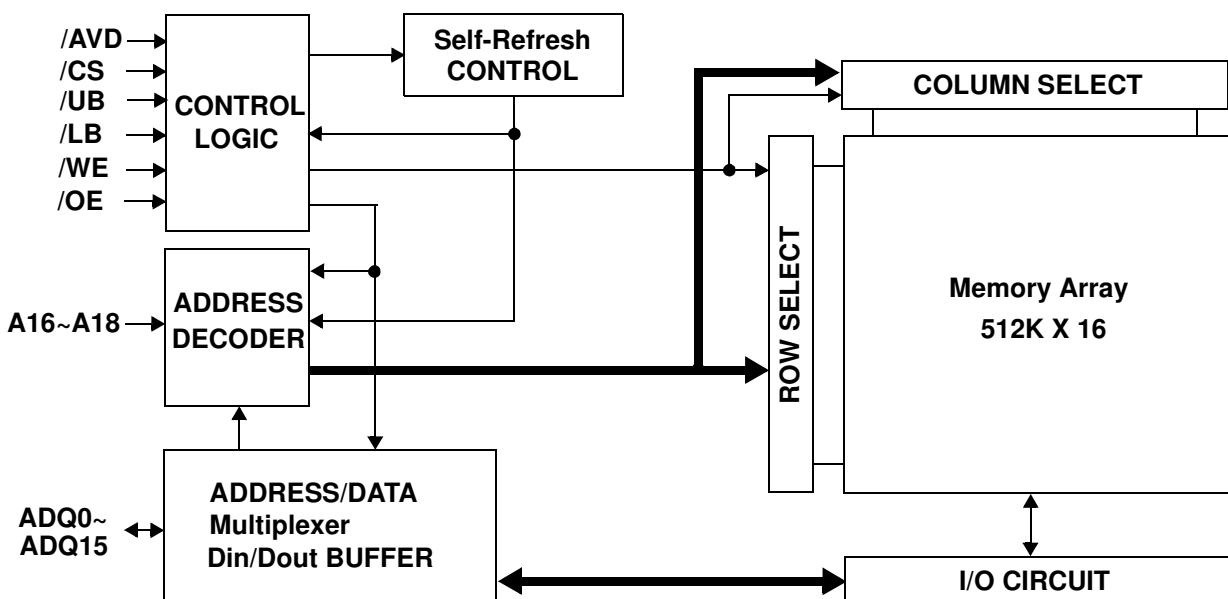 /AVD
/CS
/UB
/LB
/WE
/OE
CONTROL
LOGIC
Self-Refresh
CONTROL
COLUMN SELECT
A16~A18
ADDRESS
DECODER
ROW SELECT
Memory Array
512K X 16
ADQ0~
ADQ15
ADDRESS/DATA
Multiplexer
Din/Dout BUFFER
I/O CIRCUIT